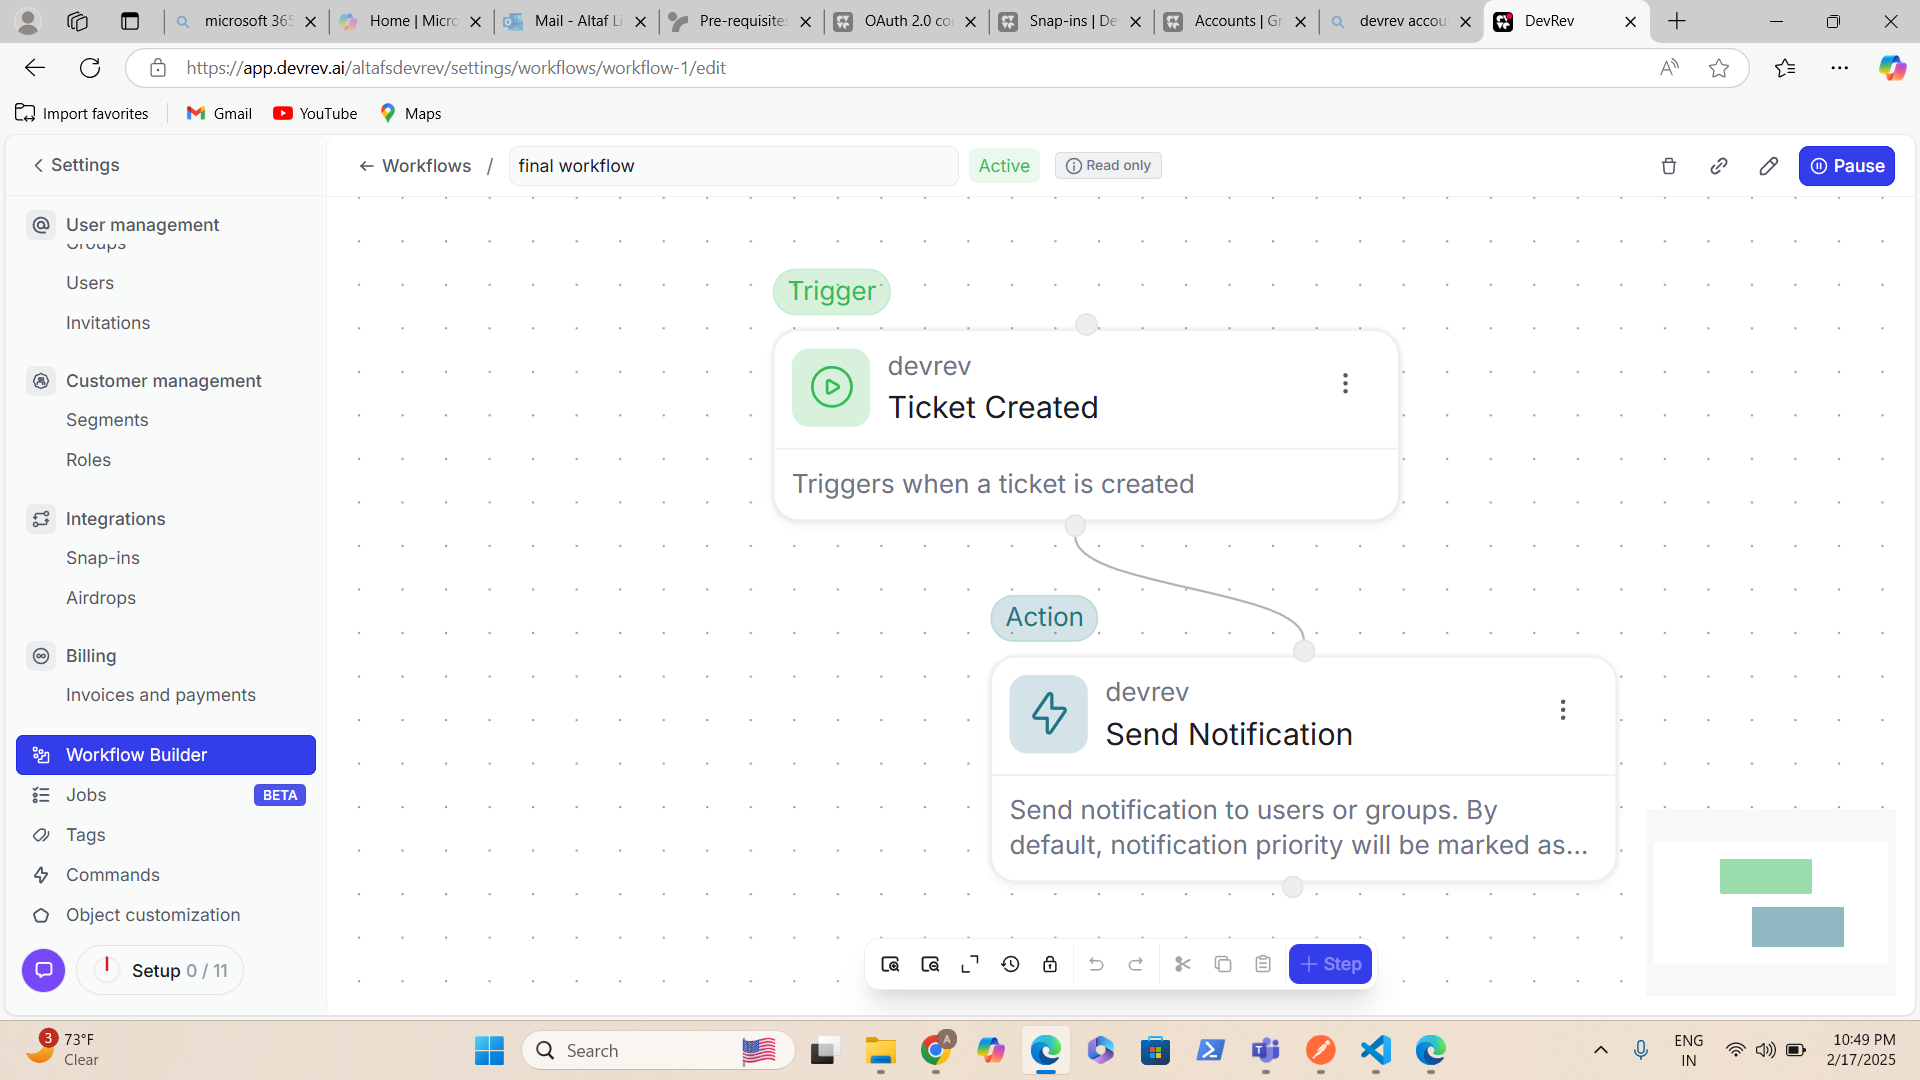 microsoft 365
Home | Micro
Mail - Altaf Li
Pre-requisites
OAuth 2.0 co
Snap-ins | De
Accounts | Gr
devrev accou
DevRev
https://app.devrev.ai/altafsdevrev/settings/workflows/workflow-1/edit
Import favorites
Gmail
YouTube
Maps
Settings
User management
Groups
Users
Invitations
Customer management
Segments
Roles
Integrations
Snap-ins
Airdrops
Billing
Invoices and payments
Workflow Builder
Jobs
BETA
Tags
Commands
Object customization
Setup 0 / 11
Workflows / final workflow
Active
Read only
Pause
Trigger
devrev
Ticket Created
Triggers when a ticket is created
Action
devrev
Send Notification
Send notification to users or groups. By
default, notification priority will be marked as...
+ Step
3
73°F
Clear
Search
A
ENG
IN
10:49 PM
2/17/2025